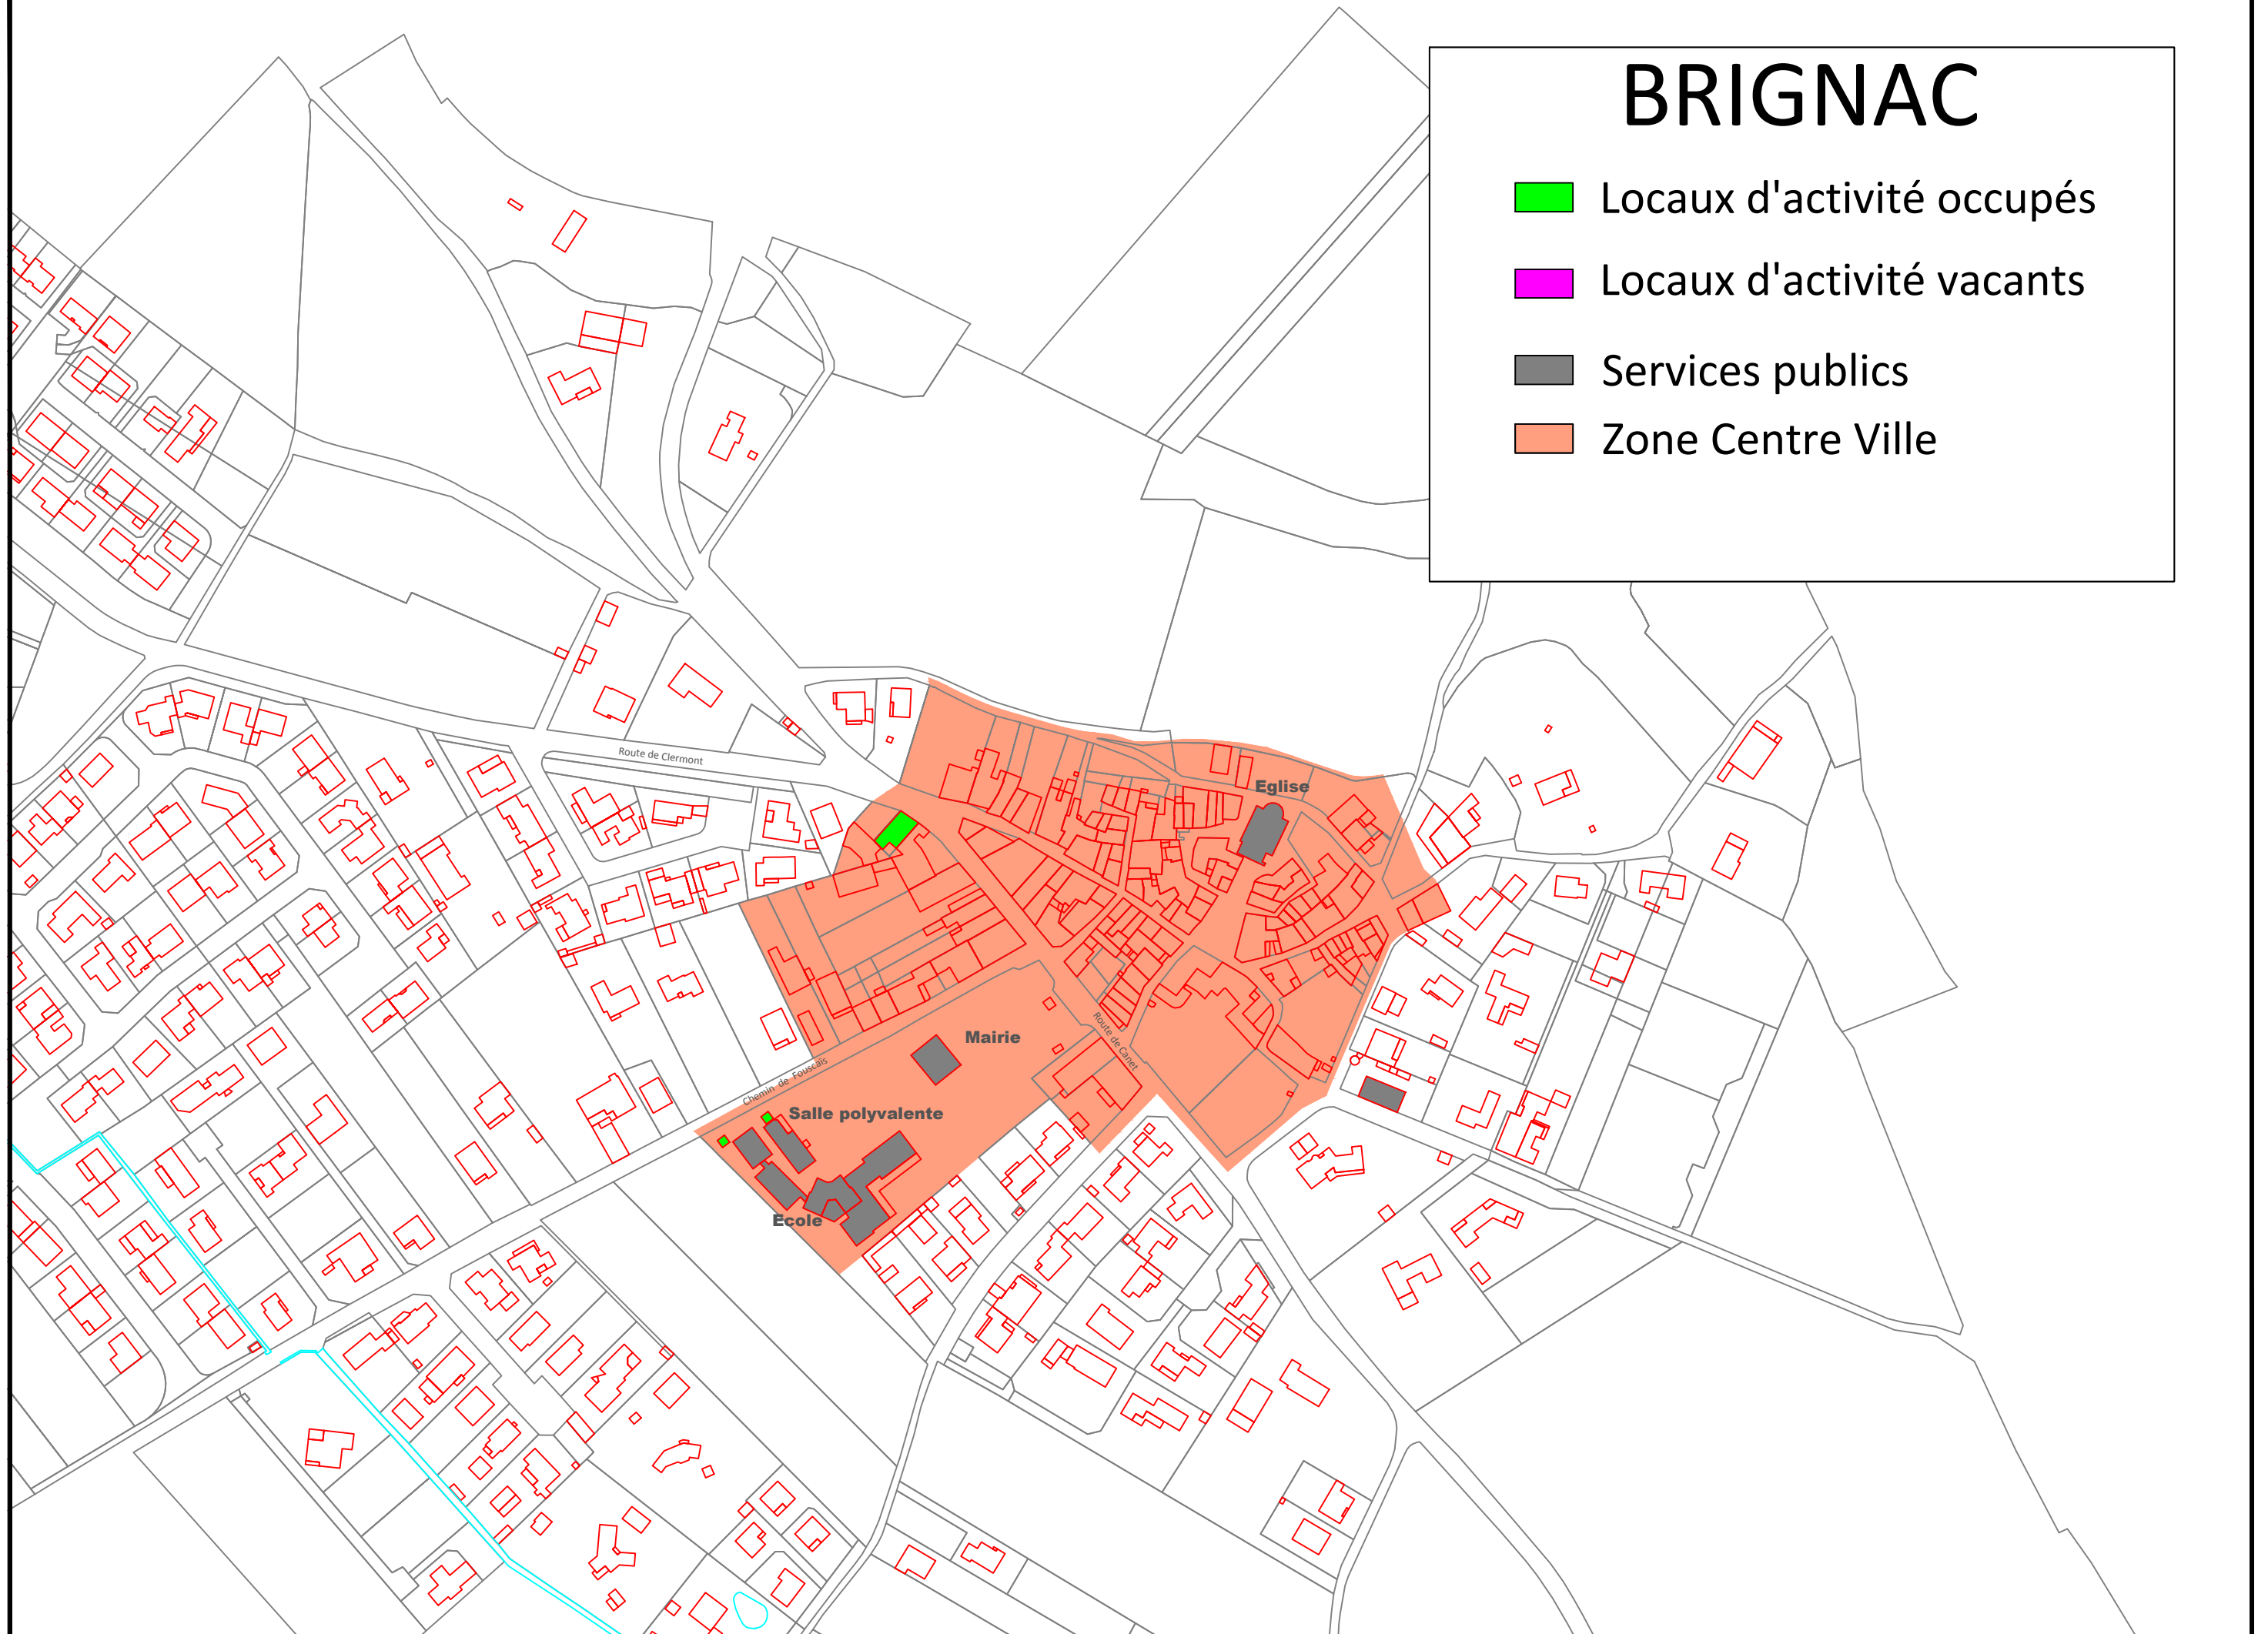 BRIGNAC
Locaux d'activité occupés
Locaux d'activité vacants
Services publics
Zone Centre Ville
Route de Clermont
Eglise
Mairie
Route de Canet
Chemin de Fouscaïs
Salle polyvalente
Ecole